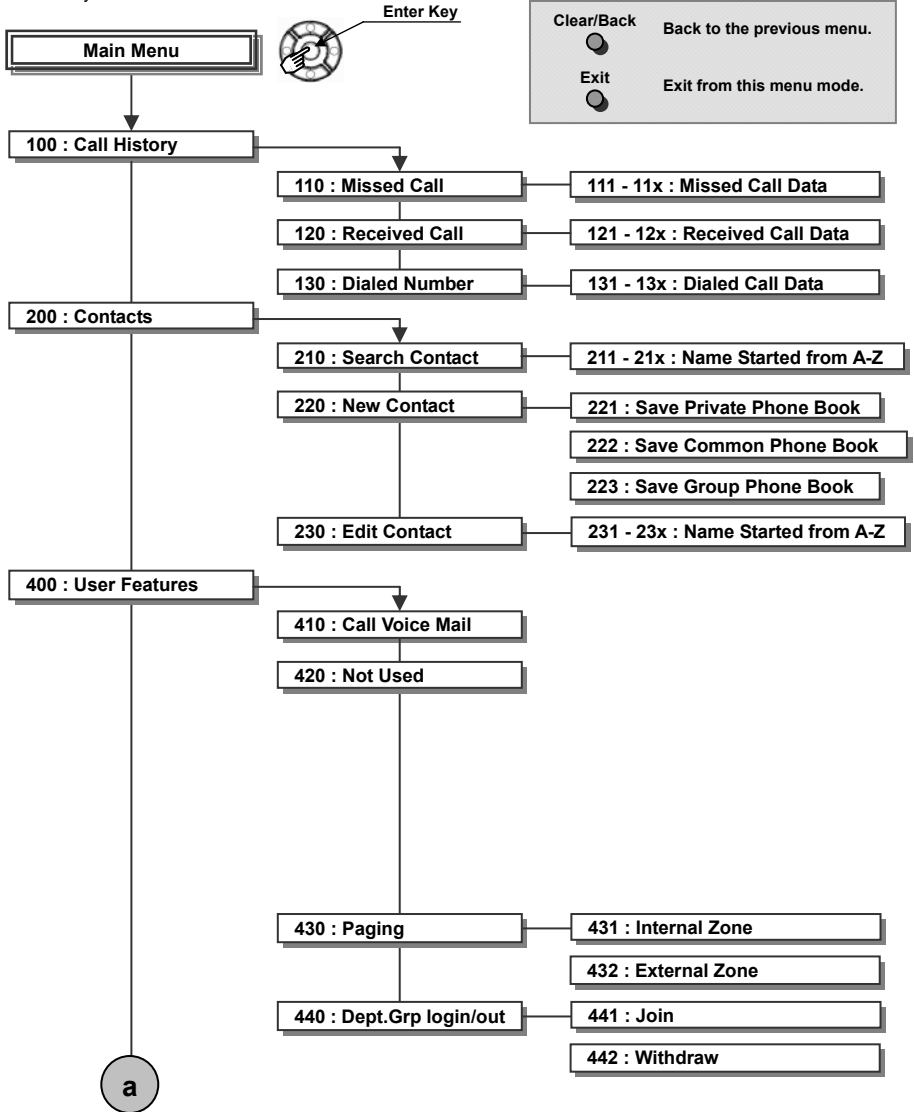 Enter Key
Clear/Back
Back to the previous menu.
Main Menu
Exit
Exit from this menu mode.
100 : Call History
110 : Missed Call
111 - 11x : Missed Call Data
120 : Received Call
121 - 12x : Received Call Data
130 : Dialed Number
131 - 13x : Dialed Call Data
200 : Contacts
210 : Search Contact
211 - 21x : Name Started from A-Z
220 : New Contact
221 : Save Private Phone Book
222 : Save Common Phone Book
223 : Save Group Phone Book
230 : Edit Contact
231 - 23x : Name Started from A-Z
400 : User Features
410 : Call Voice Mail
420 : Not Used
430 : Paging
431 : Internal Zone
432 : External Zone
440 : Dept.Grp login/out
441 : Join
442 : Withdraw
a